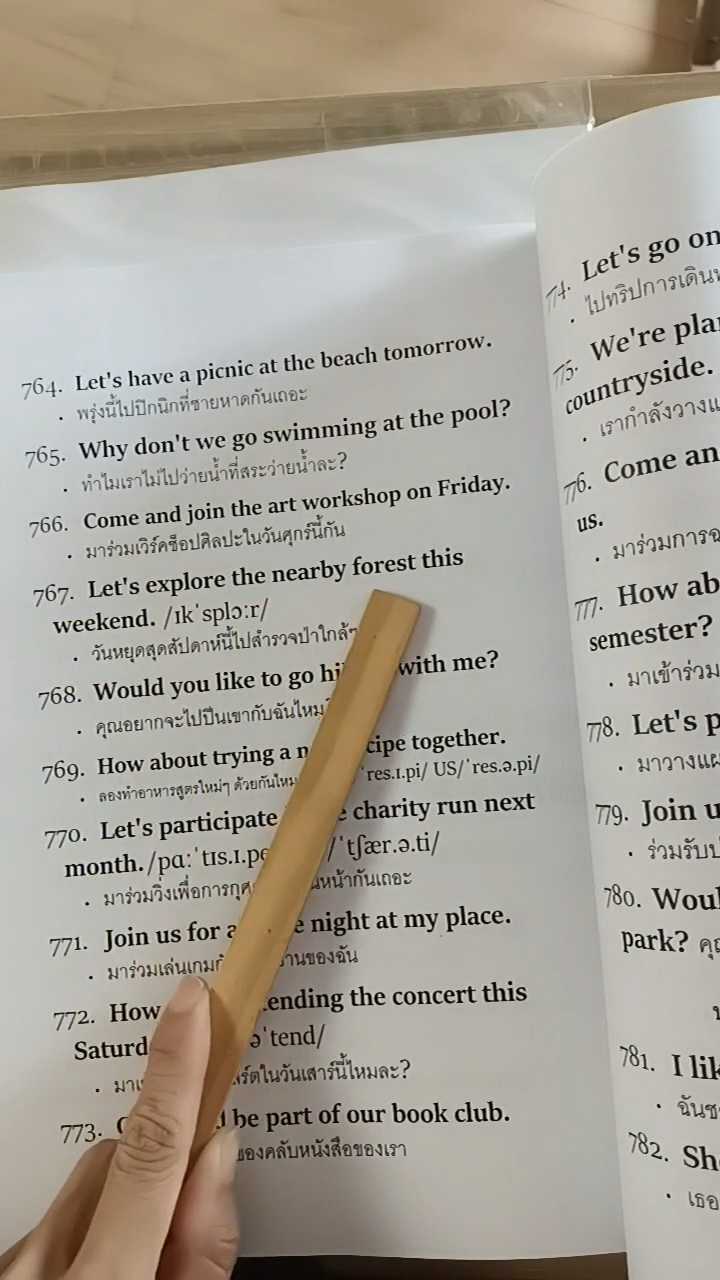 764. Let's have a picnic at the beach tomorrow.
• พรุ่งนี้ไปปิกนิกที่ชายหาดกันเถอะ
765. Why don't we go swimming at the pool?
• ทำไมเราไม่ไปว่ายน้ำที่สระว่ายน้ำละ?
766. Come and join the art workshop on Friday.
• มาร่วมเวิร์คช็อปศิลปะในวันศุกร์นี้กัน
767. Let's explore the nearby forest this
weekend. /ɪkˈsplɔːr/
• วันหยุดสุดสัปดาห์นี้ไปสำรวจป่าใกล้ๆ
768. Would you like to go with me?
• คุณอยากจะไปปีนเขากับฉันไหม
769. How about trying a together.
• ลองทำอาหารสูตรใหม่ๆ ด้วยกันไหม ˈres.ɪ.pi/ US/ˈres.ə.pi/
770. Let's participate charity run next
month. /pɑːˈtɪs.ɪ.pe /ˈtʃær.ə.ti/
• มาร่วมวิ่งเพื่อการกุศ นหน้ากันเถอะ
771. Join us for a night at my place.
• มาร่วมเล่นเกม านของฉัน
772. How tending the concert this
Saturd əˈtend/
• มา สิร์ตในวันเสาร์นี้ไหมละ?
773. be part of our book club.
ของคลับหนังสือของเรา
774. Let's go on
• ไปทริปการเดิน
775. We're pla
countryside.
• เรากำลังวางแ
776. Come an
us.
• มาร่วมการ
777. How ab
semester?
• มาเข้าร่วม
778. Let's p
• มาวางแผ
779. Join u
• ร่วมรับป
780. Woul
park? คุ
781. I lik
• ฉันช
782. Sh
• เธอ